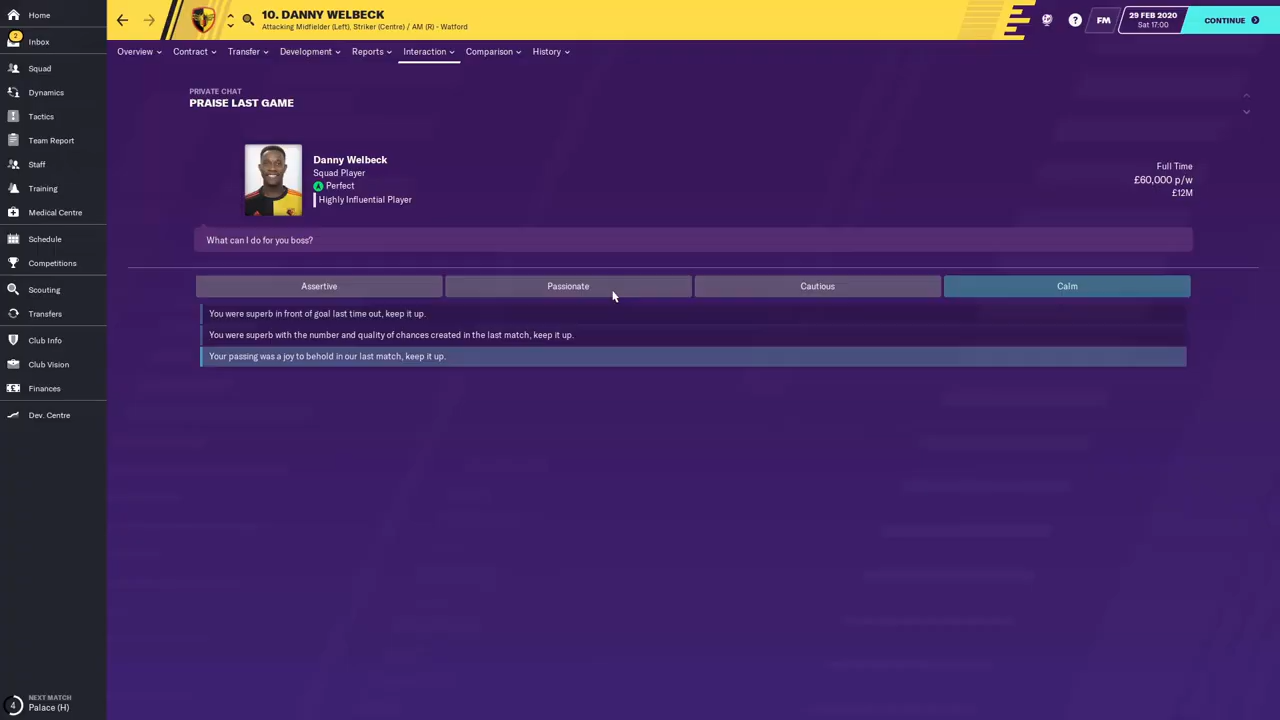 Home
2
Inbox
Squad
Dynamics
Tactics
Team Report
Staff
Training
Medical Centre
Schedule
Competitions
Scouting
Transfers
Club Info
Club Vision
Finances
Dev. Centre
4
NEXT MATCH
Palace (H)
10. DANNY WELBECK
Attacking Midfielder (Left), Striker (Centre) / AM (R) - Watford
?
FM
29 FEB 2020
Sat 17:00
CONTINUE
Overview
Contract
Transfer
Development
Reports
Interaction
Comparison
History
PRIVATE CHAT
PRAISE LAST GAME
Danny Welbeck
Squad Player
Perfect
Highly Influential Player
Full Time
£60,000 p/w
£12M
What can I do for you boss?
Assertive
Passionate
Cautious
Calm
You were superb in front of goal last time out, keep it up.
You were superb with the number and quality of chances created in the last match, keep it up.
Your passing was a joy to behold in our last match, keep it up.